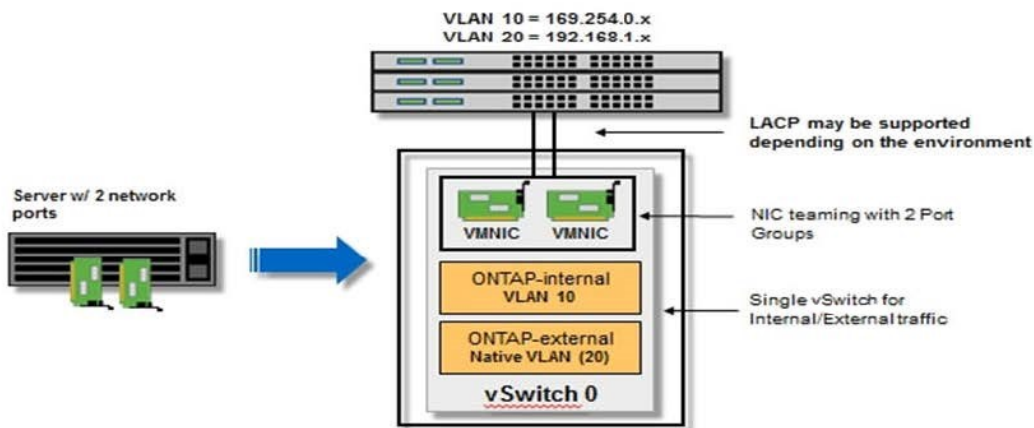 VLAN 10 = 169.254.0.x
VLAN 20 = 192.168.1.x
LACP may be supported
depending on the environment
Server w/ 2 network
ports
VMNIC
VMNIC
NIC teaming with 2 Port
Groups
ONTAP-internal
VLAN 10
Single vSwitch for
Internal/External traffic
ONTAP-external
Native VLAN (20)
vSwitch 0